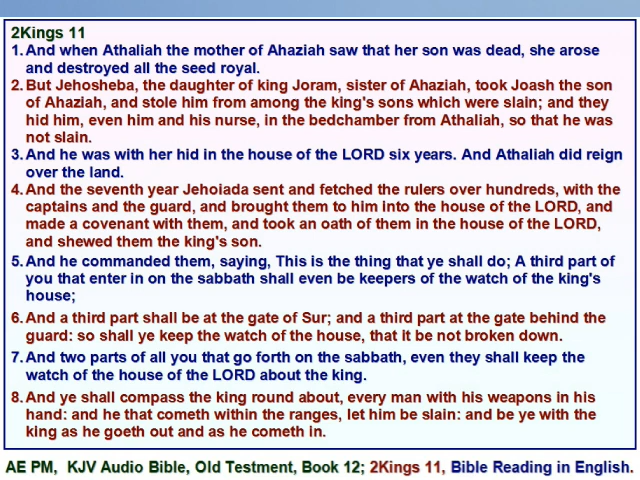 2Kings 11
1. And when Athaliah the mother of Ahaziah saw that her son was dead, she arose
and destroyed all the seed royal.
2. But Jehosheba, the daughter of king Joram, sister of Ahaziah, took Joash the son
of Ahaziah, and stole him from among the king's sons which were slain; and they
hid him, even him and his nurse, in the bedchamber from Athaliah, so that he was
not slain.
3. And he was with her hid in the house of the LORD six years. And Athaliah did reign
over the land.
4. And the seventh year Jehoiada sent and fetched the rulers over hundreds, with the
captains and the guard, and brought them to him into the house of the LORD, and
made a covenant with them, and took an oath of them in the house of the LORD,
and shewed them the king's son.
5. And he commanded them, saying, This is the thing that ye shall do; A third part of
you that enter in on the sabbath shall even be keepers of the watch of the king's
house;
6. And a third part shall be at the gate of Sur; and a third part at the gate behind the
guard: so shall ye keep the watch of the house, that it be not broken down.
7. And two parts of all you that go forth on the sabbath, even they shall keep the
watch of the house of the LORD about the king.
8. And ye shall compass the king round about, every man with his weapons in his
hand: and he that cometh within the ranges, let him be slain: and be ye with the
king as he goeth out and as he cometh in.
AE PM, KJV Audio Bible, Old Testment, Book 12; 2Kings 11, Bible Reading in English.